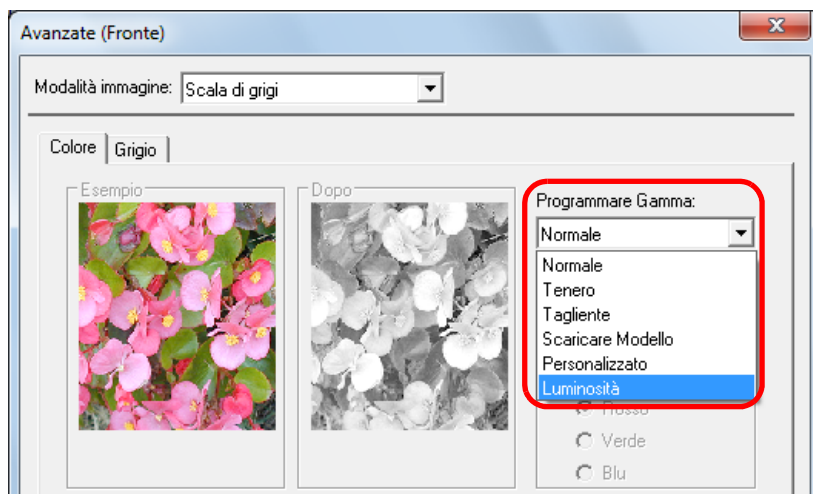 Avanzate (Fronte)
Modalità immagine: Scala di grigi
Colore Grigio
Esempio
Dopo
Programmare Gamma:
Normale
Normale
Tenero
Tagliente
Scaricare Modello
Personalizzato
Luminosità
Rosso
Verde
Blu